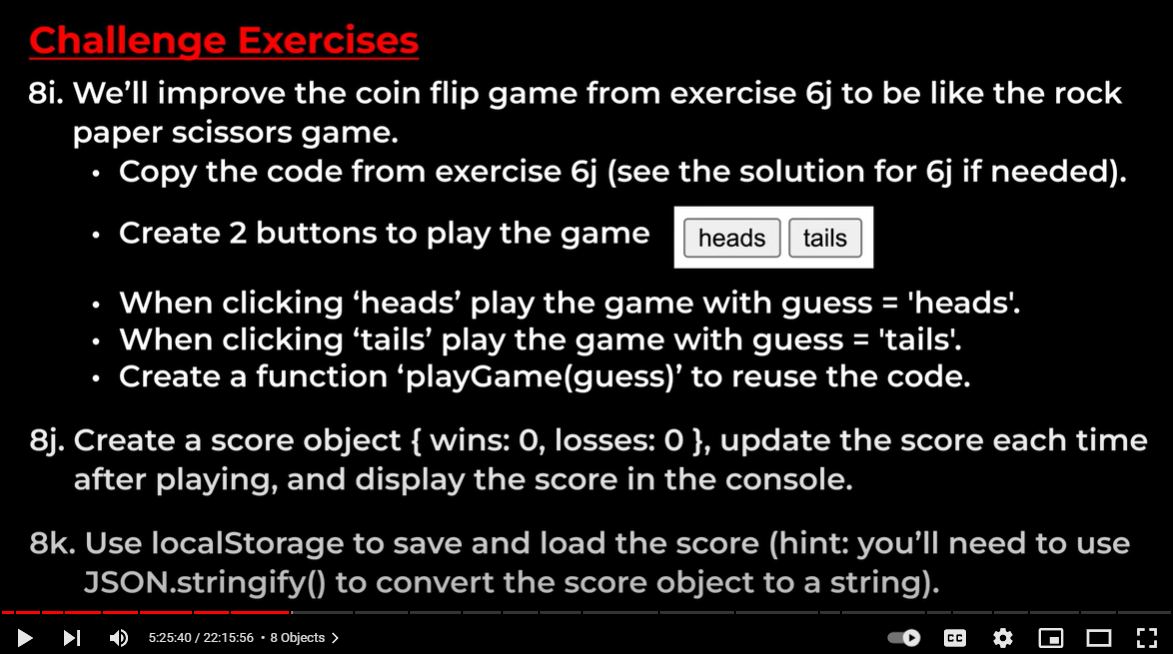 Challenge Exercises
8i. We’ll improve the coin flip game from exercise 6j to be like the rock
paper scissors game.
• Copy the code from exercise 6j (see the solution for 6j if needed).
• Create 2 buttons to play the game
heads tails
• When clicking ‘heads’ play the game with guess = 'heads'.
• When clicking ‘tails’ play the game with guess = 'tails'.
• Create a function ‘playGame(guess)’ to reuse the code.
8j. Create a score object { wins: 0, losses: 0 }, update the score each time
after playing, and display the score in the console.
8k. Use localStorage to save and load the score (hint: you’ll need to use
JSON.stringify() to convert the score object to a string).
5:25:40 / 22:15:56 • 8 Objects >
CC